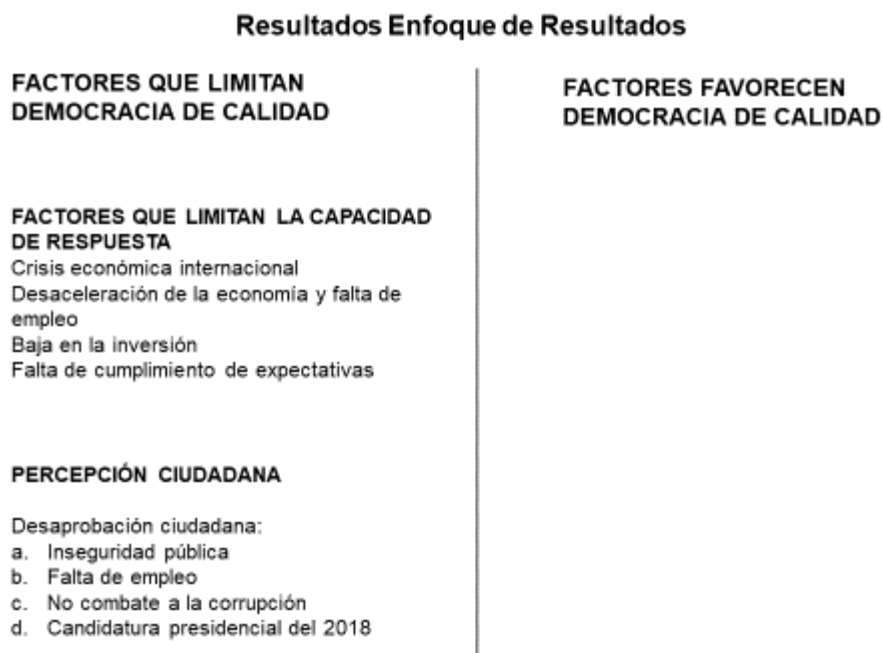 Resultados Enfoque de Resultados
FACTORES QUE LIMITAN
DEMOCRACIA DE CALIDAD
FACTORES QUE LIMITAN LA CAPACIDAD
DE RESPUESTA
Crisis económica internacional
Desaceleración de la economía y falta de
empleo
Baja en la inversión
Falta de cumplimiento de expectativas
PERCEPCIÓN CIUDADANA
Desaprobación ciudadana:
a. Inseguridad pública
b. Falta de empleo
c. No combate a la corrupción
d. Candidatura presidencial del 2018
FACTORES FAVORECEN
DEMOCRACIA DE CALIDAD